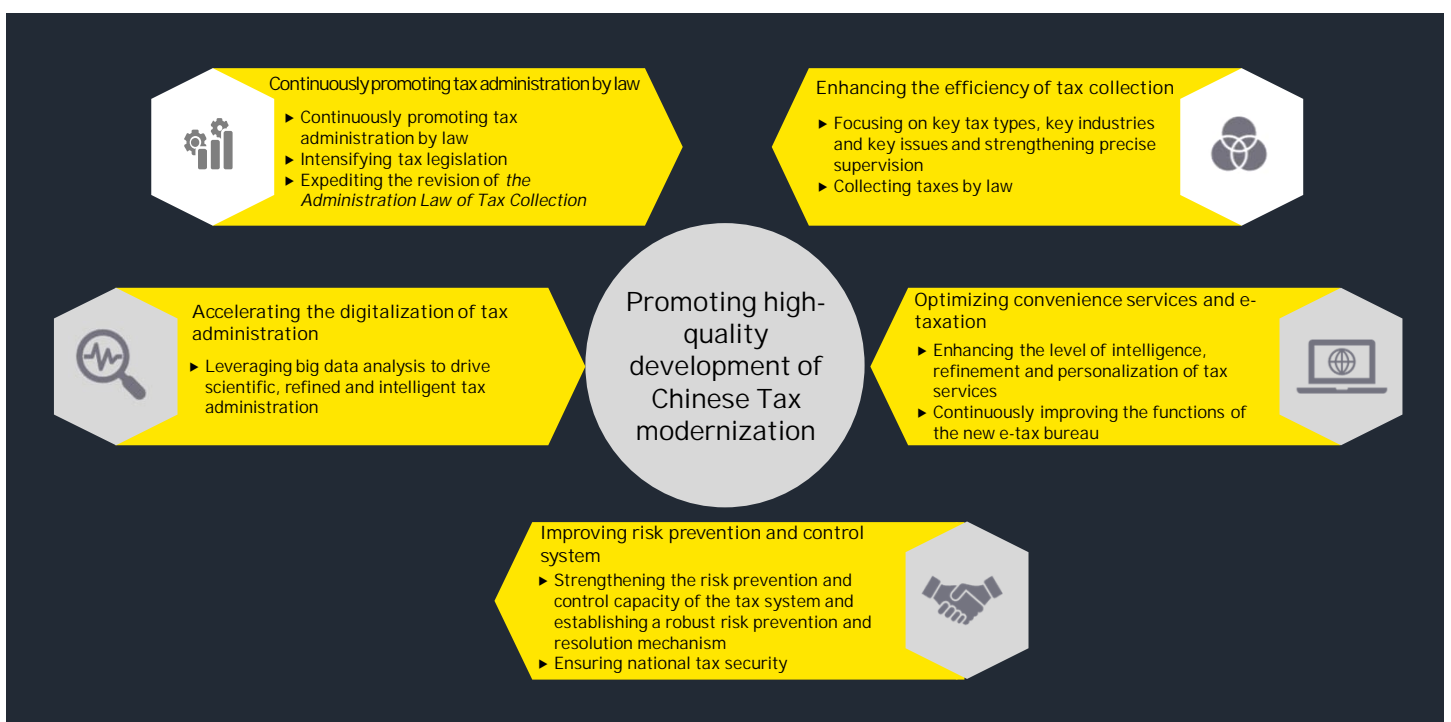 Continuously promoting tax administration by law
▶ Continuously promoting tax
administration by law
▶ Intensifying tax legislation
▶ Expediting the revision of the
Administration Law of Tax Collection
Enhancing the efficiency of tax collection
▶ Focusing on key tax types, key industries
and key issues and strengthening precise
supervision
▶ Collecting taxes by law
Accelerating the digitalization of tax
administration
▶ Leveraging big data analysis to drive
scientific, refined and intelligent tax
administration
Promoting high-
quality
development of
Chinese Tax
modernization
Optimizing convenience services and e-
taxation
▶ Enhancing the level of intelligence,
refinement and personalization of tax
services
▶ Continuously improving the functions of
the new e-tax bureau
Improving risk prevention and control
system
▶ Strengthening the risk prevention and
control capacity of the tax system and
establishing a robust risk prevention and
resolution mechanism
▶ Ensuring national tax security